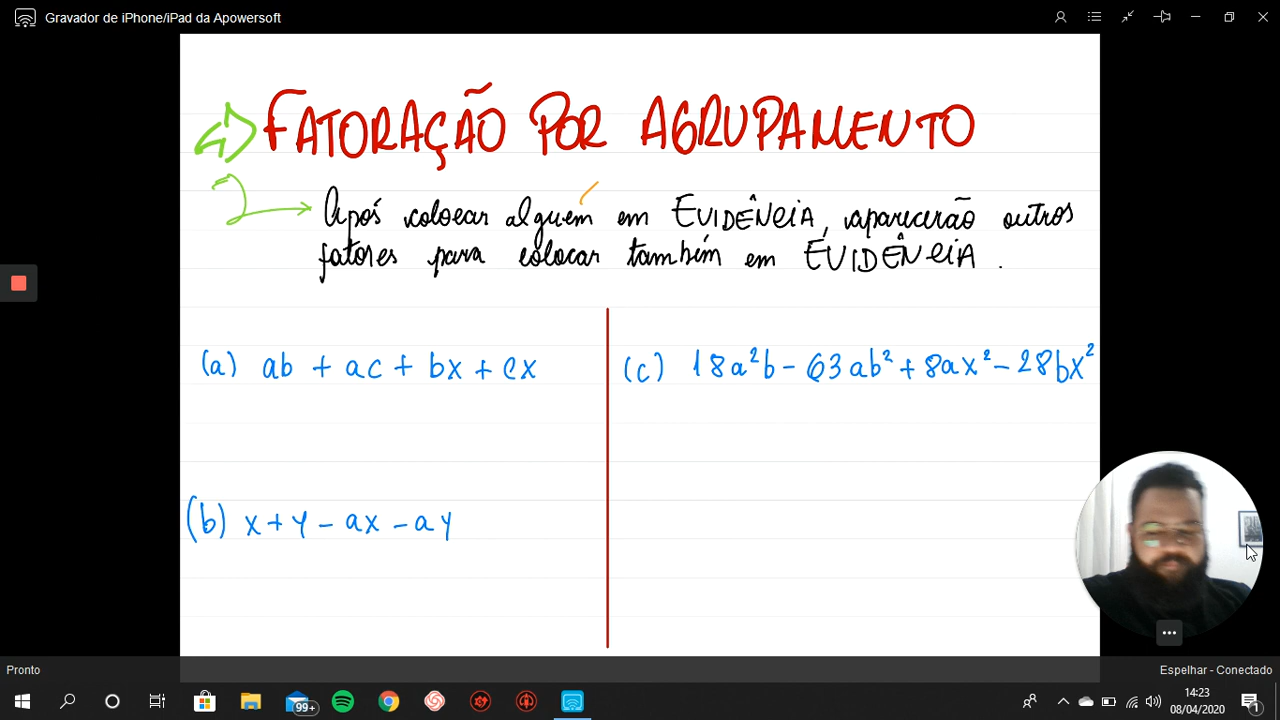 Gravador de iPhone/iPad da Apowersoft
FATORAÇÃO POR AGRUPAMENTO
Após colocar alguém em EVIDÊNCIA, aparecerão outros
fatores para colocar também em EVIDÊNCIA.
(a) ab + ac + bx + cx
(c) 18a²b - 63ab² + 8ax² - 28bx²
(b) x + y - ax - ay
Pronto
Espelhar - Conectado
99+
14:23
08/04/2020
1